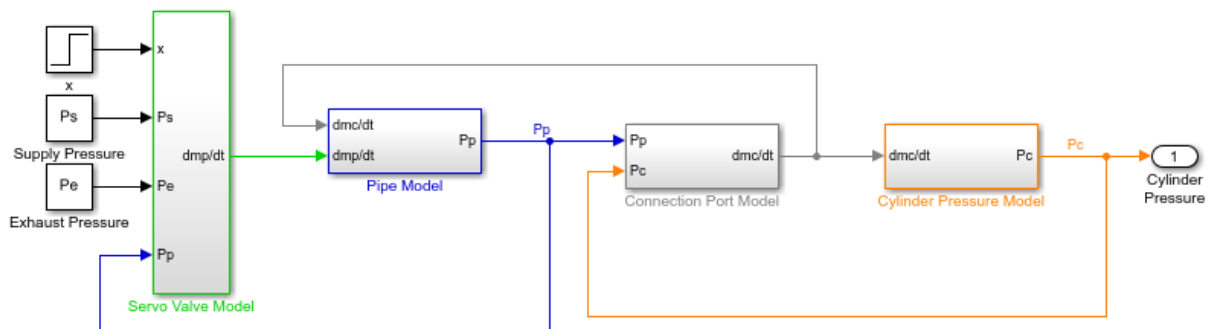 x
Ps
Supply Pressure
Pe
Exhaust Pressure
x
Ps
Pe
Pp
dmp/dt
Servo Valve Model
dmc/dt
dmp/dt
Pp
Pipe Model
Pp
Pp
Pc
dmc/dt
Connection Port Model
dmc/dt
Pc
Cylinder Pressure Model
Pc
1
Cylinder
Pressure